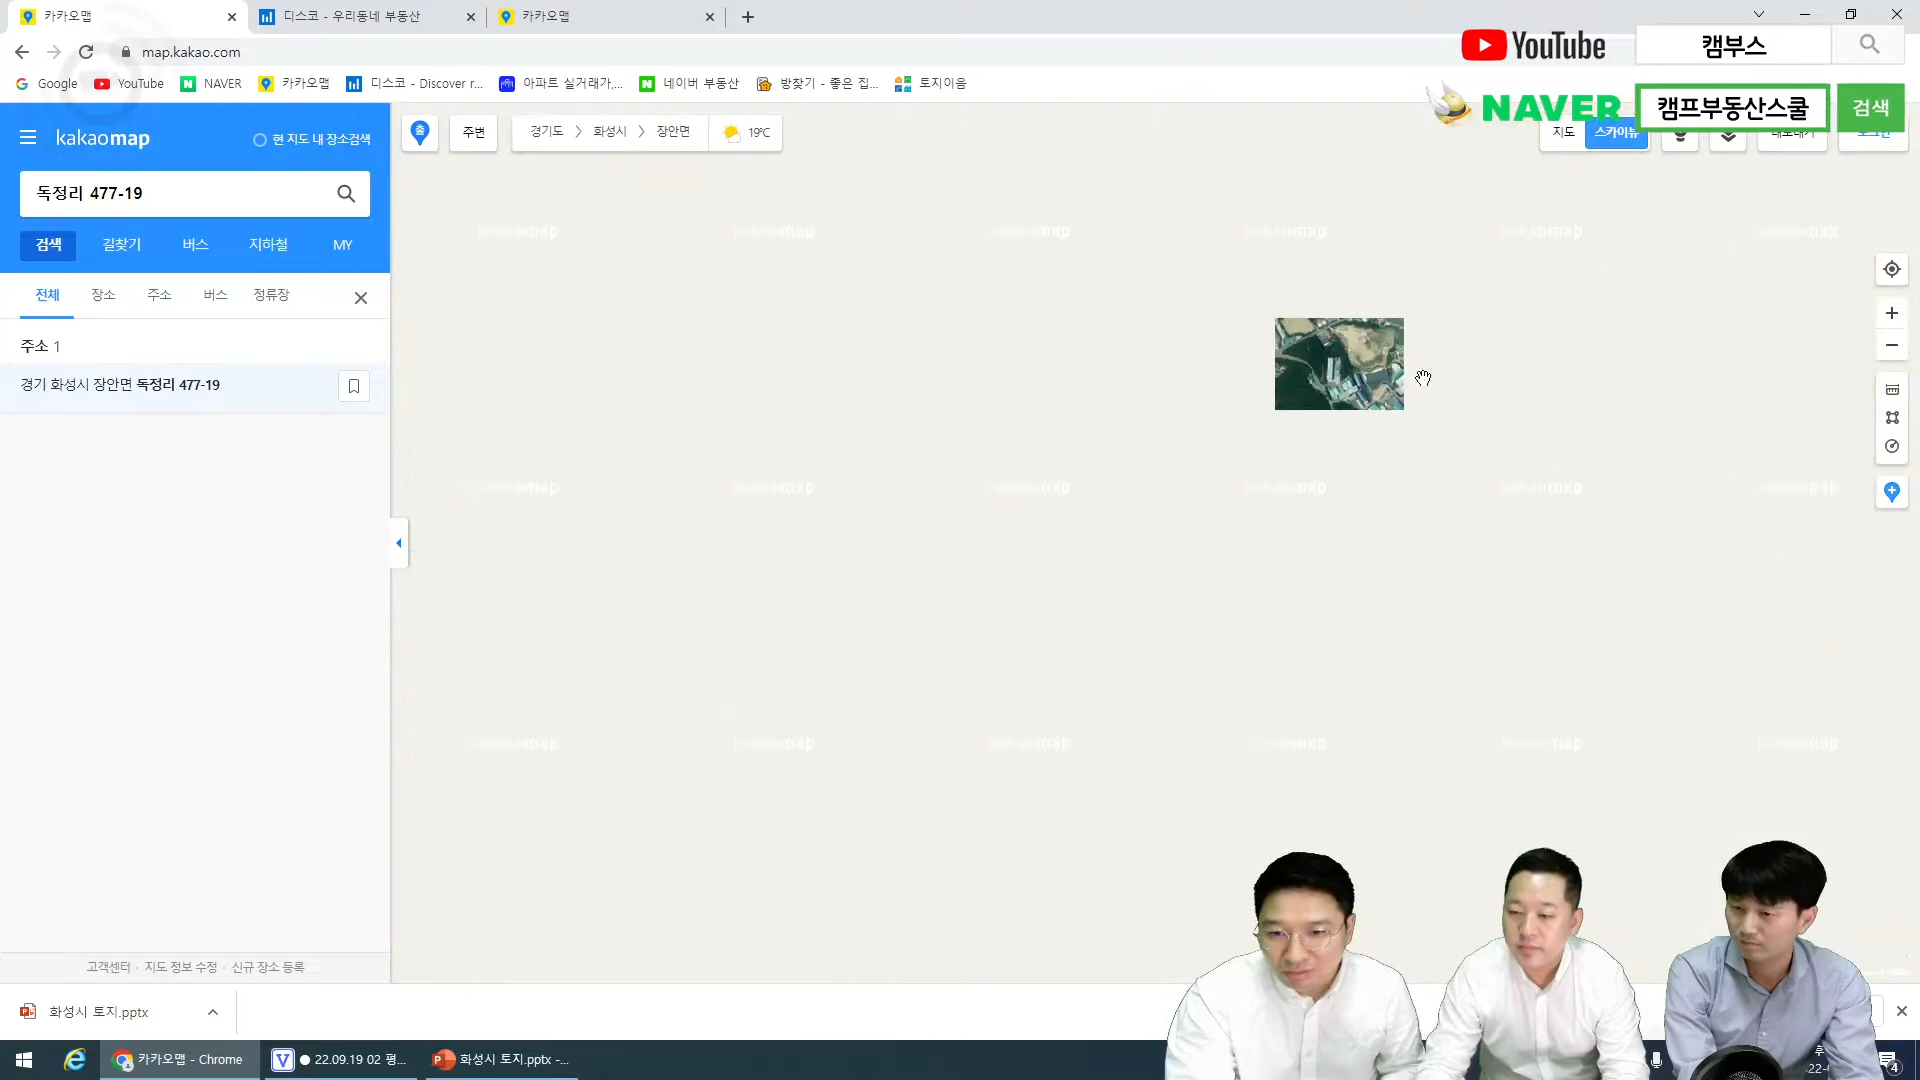 카카오맵
디스코 - 우리동네 부동산
카카오맵
map.kakao.com
YouTube
캠부스
Google
YouTube
NAVER
카카오맵
디스코 - Discover r...
아파트 실거래가,...
네이버 부동산
방찾기 - 좋은 집...
토지이음
NAVER
캠프부동산스쿨
검색
kakaomap
현 지도 내 장소검색
출
주변
경기도
화성시
장안면
19℃
지도
스카이뷰
로그인
독정리 477-19
검색
길찾기
버스
지하철
MY
전체
장소
주소
버스
정류장
주소 1
경기 화성시 장안면 독정리 477-19
고객센터 · 지도 정보 수정 · 신규 장소 등록
화성시 토지.pptx
카카오맵 - Chrome
22.09.19 02 평...
화성시 토지.pptx -...
4